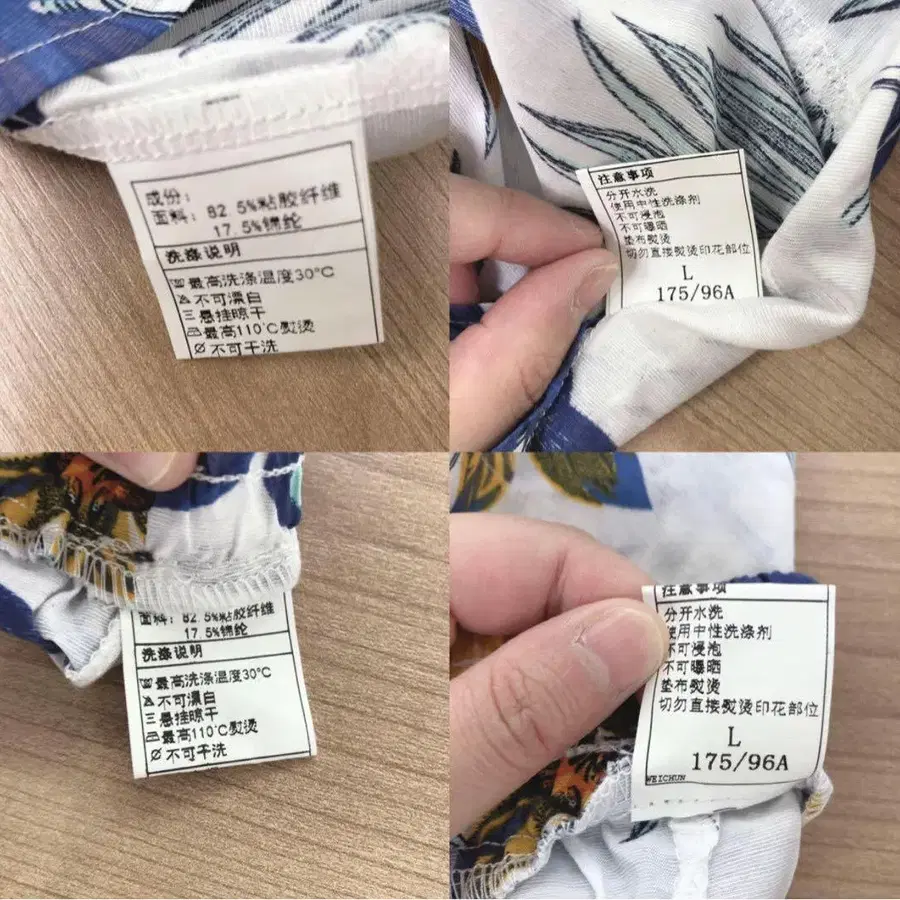 成份：
面料：82.5%粘胶纤维
17.5%锦纶
洗涤说明
最高洗涤温度30°C
不可漂白
悬挂晾干
最高110°C熨烫
不可干洗
注意事项
分开水洗
使用中性洗涤剂
不可浸泡
不可曝晒
垫布熨烫
切勿直接熨烫印花部位
L
175/96A
面料：82.5%粘胶纤维
17.5%锦纶
洗涤说明
最高洗涤温度30°C
不可漂白
悬挂晾干
最高110°C熨烫
不可干洗
注意事项
分开水洗
使用中性洗涤剂
不可浸泡
不可曝晒
垫布熨烫
切勿直接熨烫印花部位
L
175/96A
WEICHUN